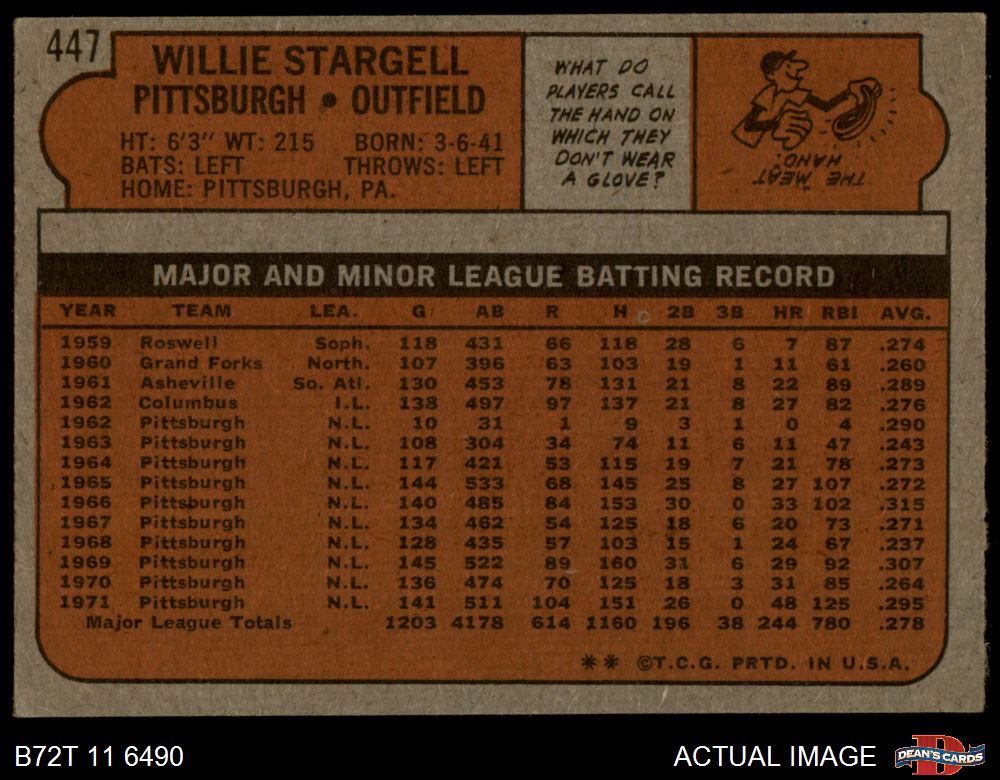 447
WILLIE STARGELL
PITTSBURGH • OUTFIELD
HT: 6'3" WT: 215 BORN: 3-6-41
BATS: LEFT THROWS: LEFT
HOME: PITTSBURGH, PA.
WHAT DO
PLAYERS CALL
THE HAND ON
WHICH THEY
DON'T WEAR
A GLOVE?
"THE MEAT
HAND."
MAJOR AND MINOR LEAGUE BATTING RECORD
YEAR TEAM LEA. G AB R H 2B 3B HR RBI AVG.
1959 Roswell Soph. 118 431 66 118 28 6 7 87 .274
1960 Grand Forks North. 107 396 63 103 19 1 11 61 .260
1961 Asheville So. Atl. 130 453 78 131 21 8 22 89 .289
1962 Columbus I.L. 138 497 97 137 21 8 27 82 .276
1962 Pittsburgh N.L. 10 31 1 9 3 1 0 4 .290
1963 Pittsburgh N.L. 108 304 34 74 11 6 11 47 .243
1964 Pittsburgh N.L. 117 421 53 115 19 7 21 78 .273
1965 Pittsburgh N.L. 144 533 68 145 25 8 27 107 .272
1966 Pittsburgh N.L. 140 485 84 153 30 0 33 102 .315
1967 Pittsburgh N.L. 134 462 54 125 18 6 20 73 .271
1968 Pittsburgh N.L. 128 435 57 103 15 1 24 67 .237
1969 Pittsburgh N.L. 145 522 89 160 31 6 29 92 .307
1970 Pittsburgh N.L. 136 474 70 125 18 3 31 85 .264
1971 Pittsburgh N.L. 141 511 104 151 26 0 48 125 .295
Major League Totals 1203 4178 614 1160 196 38 244 780 .278
** ©T.C.G. PRTD. IN U.S.A.
B72T 11 6490
ACTUAL IMAGE
D
DEAN'S CARDS